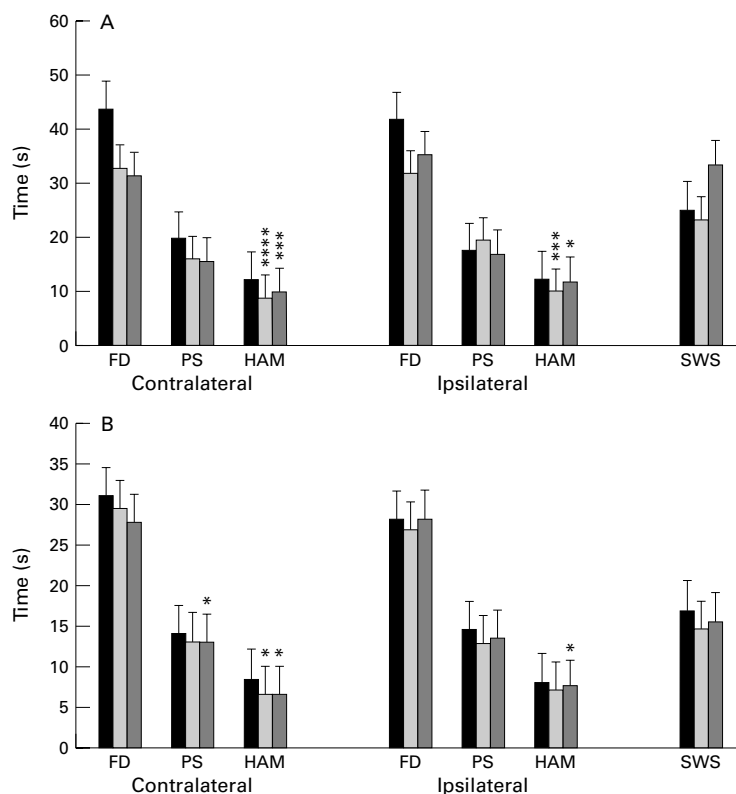 A
60
50
40
30
20
10
0
Time (s)
**** ***
*** *
FD PS HAM FD PS HAM SWS
Contralateral Ipsilateral
B
40
35
30
25
20
15
10
5
0
Time (s)
* * * *
FD PS HAM FD PS HAM SWS
Contralateral Ipsilateral